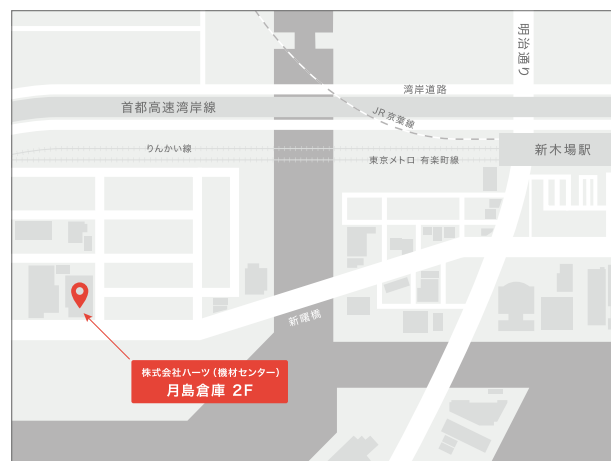 明治通り
湾岸道路
首都高速湾岸線
JR京葉線
りんかい線
東京メトロ 有楽町線
新木場駅
新曙橋
株式会社ハーツ(機材センター)
月島倉庫 2F